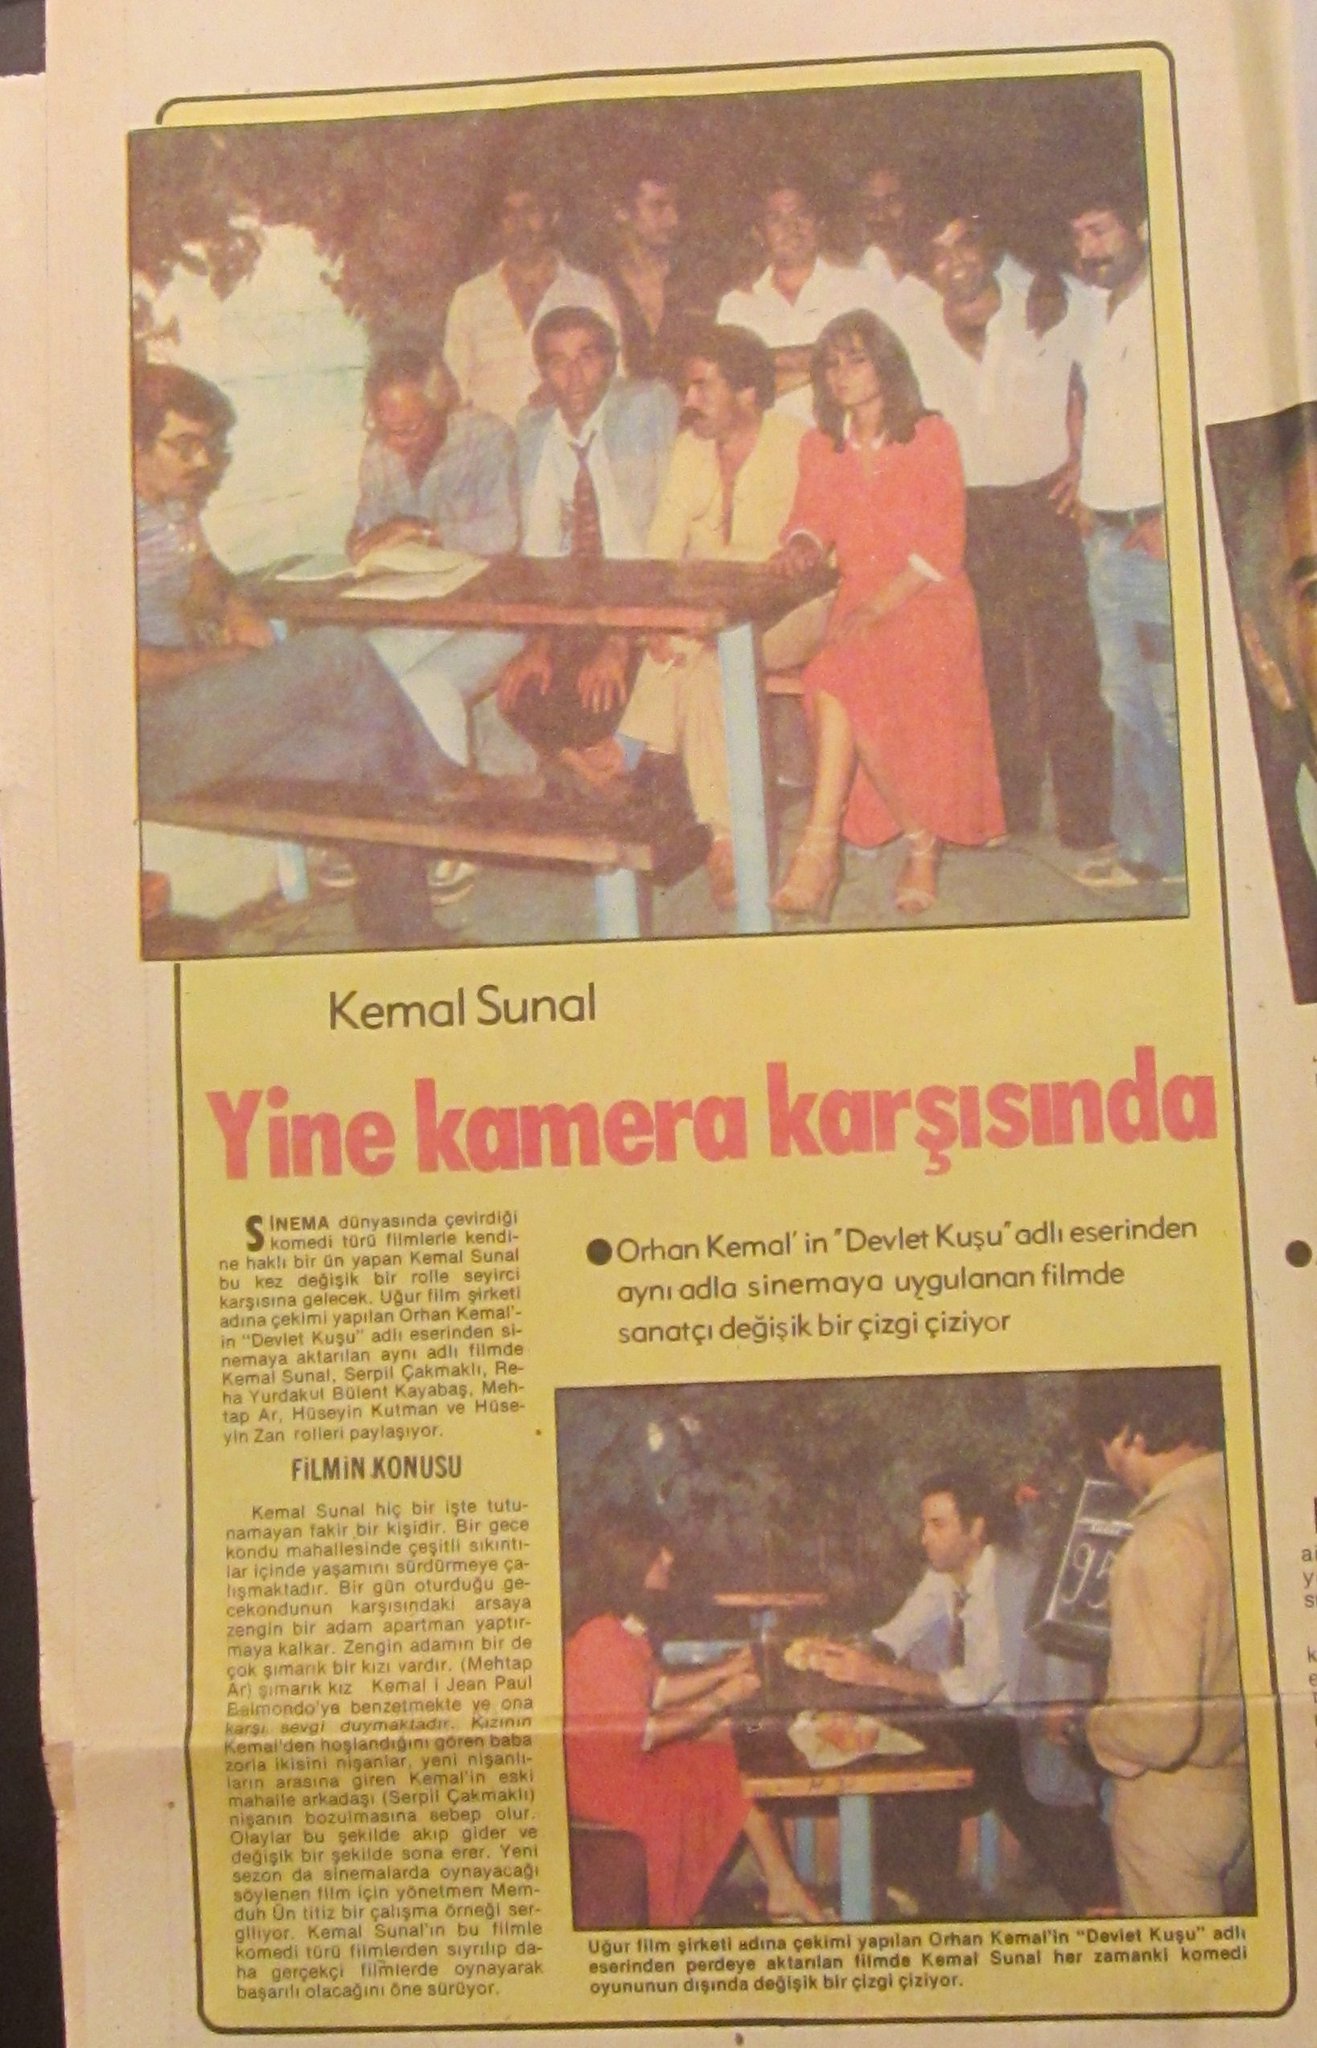 Kemal Sunal
Yine kamera karşısında
SİNEMA dünyasında çevirdiği
komedi türü filmlerle kendi-
ne haklı bir ün yapan Kemal Sunal
bu kez değişik bir rolle seyirci
karşısına gelecek. Uğur film şirketi
adına çekimi yapılan Orhan Kemal'-
in "Devlet Kuşu" adlı eserinden si-
nemaya aktarılan aynı adlı filmde
Kemal Sunal, Serpil Çakmaklı, Re-
ha Yurdakul Bülent Kayabaş, Meh-
tap Ar, Hüseyin Kutman ve Hüse-
yin Zan rolleri paylaşıyor.
FİLMİN KONUSU
Kemal Sunal hiç bir işte tutu-
namayan fakir bir kişidir. Bir gece
kondu mahallesinde çeşitli sıkıntı-
lar içinde yaşamını sürdürmeye ça-
lışmaktadır. Bir gün oturduğu ge-
cekondunun karşısındaki arsaya
zengin bir adam apartman yaptır-
maya kalkar. Zengin adamın bir de
çok şımarık bir kızı vardır. (Mehtap
Ar) şımarık kız Kemal i Jean Paul
Belmondo'ya benzetmekte ve ona
karşı sevgi duymaktadır. Kızının
Kemal'den hoşlandığını gören baba
zorla ikisini nişanlar, yeni nişanlı-
ların arasına giren Kemal'in eski
mahalle arkadaşı (Serpil Çakmaklı)
nişanın bozulmasına sebep olur.
Olaylar bu şekilde akıp gider ve
değişik bir şekilde sona erer. Yeni
sezon da sinemalarda oynayacağı
söylenen film için yönetmen Mem-
duh Ün titiz bir çalışma örneği ser-
giliyor. Kemal Sunal'ın bu filmle
komedi türü filmlerden sıyrılıp da-
ha gerçekçi filmlerde oynayarak
başarılı olacağını öne sürüyor.
●Orhan Kemal'in "Devlet Kuşu" adlı eserinden
aynı adla sinemaya uygulanan filmde
sanatçı değişik bir çizgi çiziyor
Uğur film şirketi adına çekimi yapılan Orhan Kemal'in "Devlet Kuşu" adlı
eserinden perdeye aktarılan filmde Kemal Sunal her zamanki komedi
oyununun dışında değişik bir çizgi çiziyor.